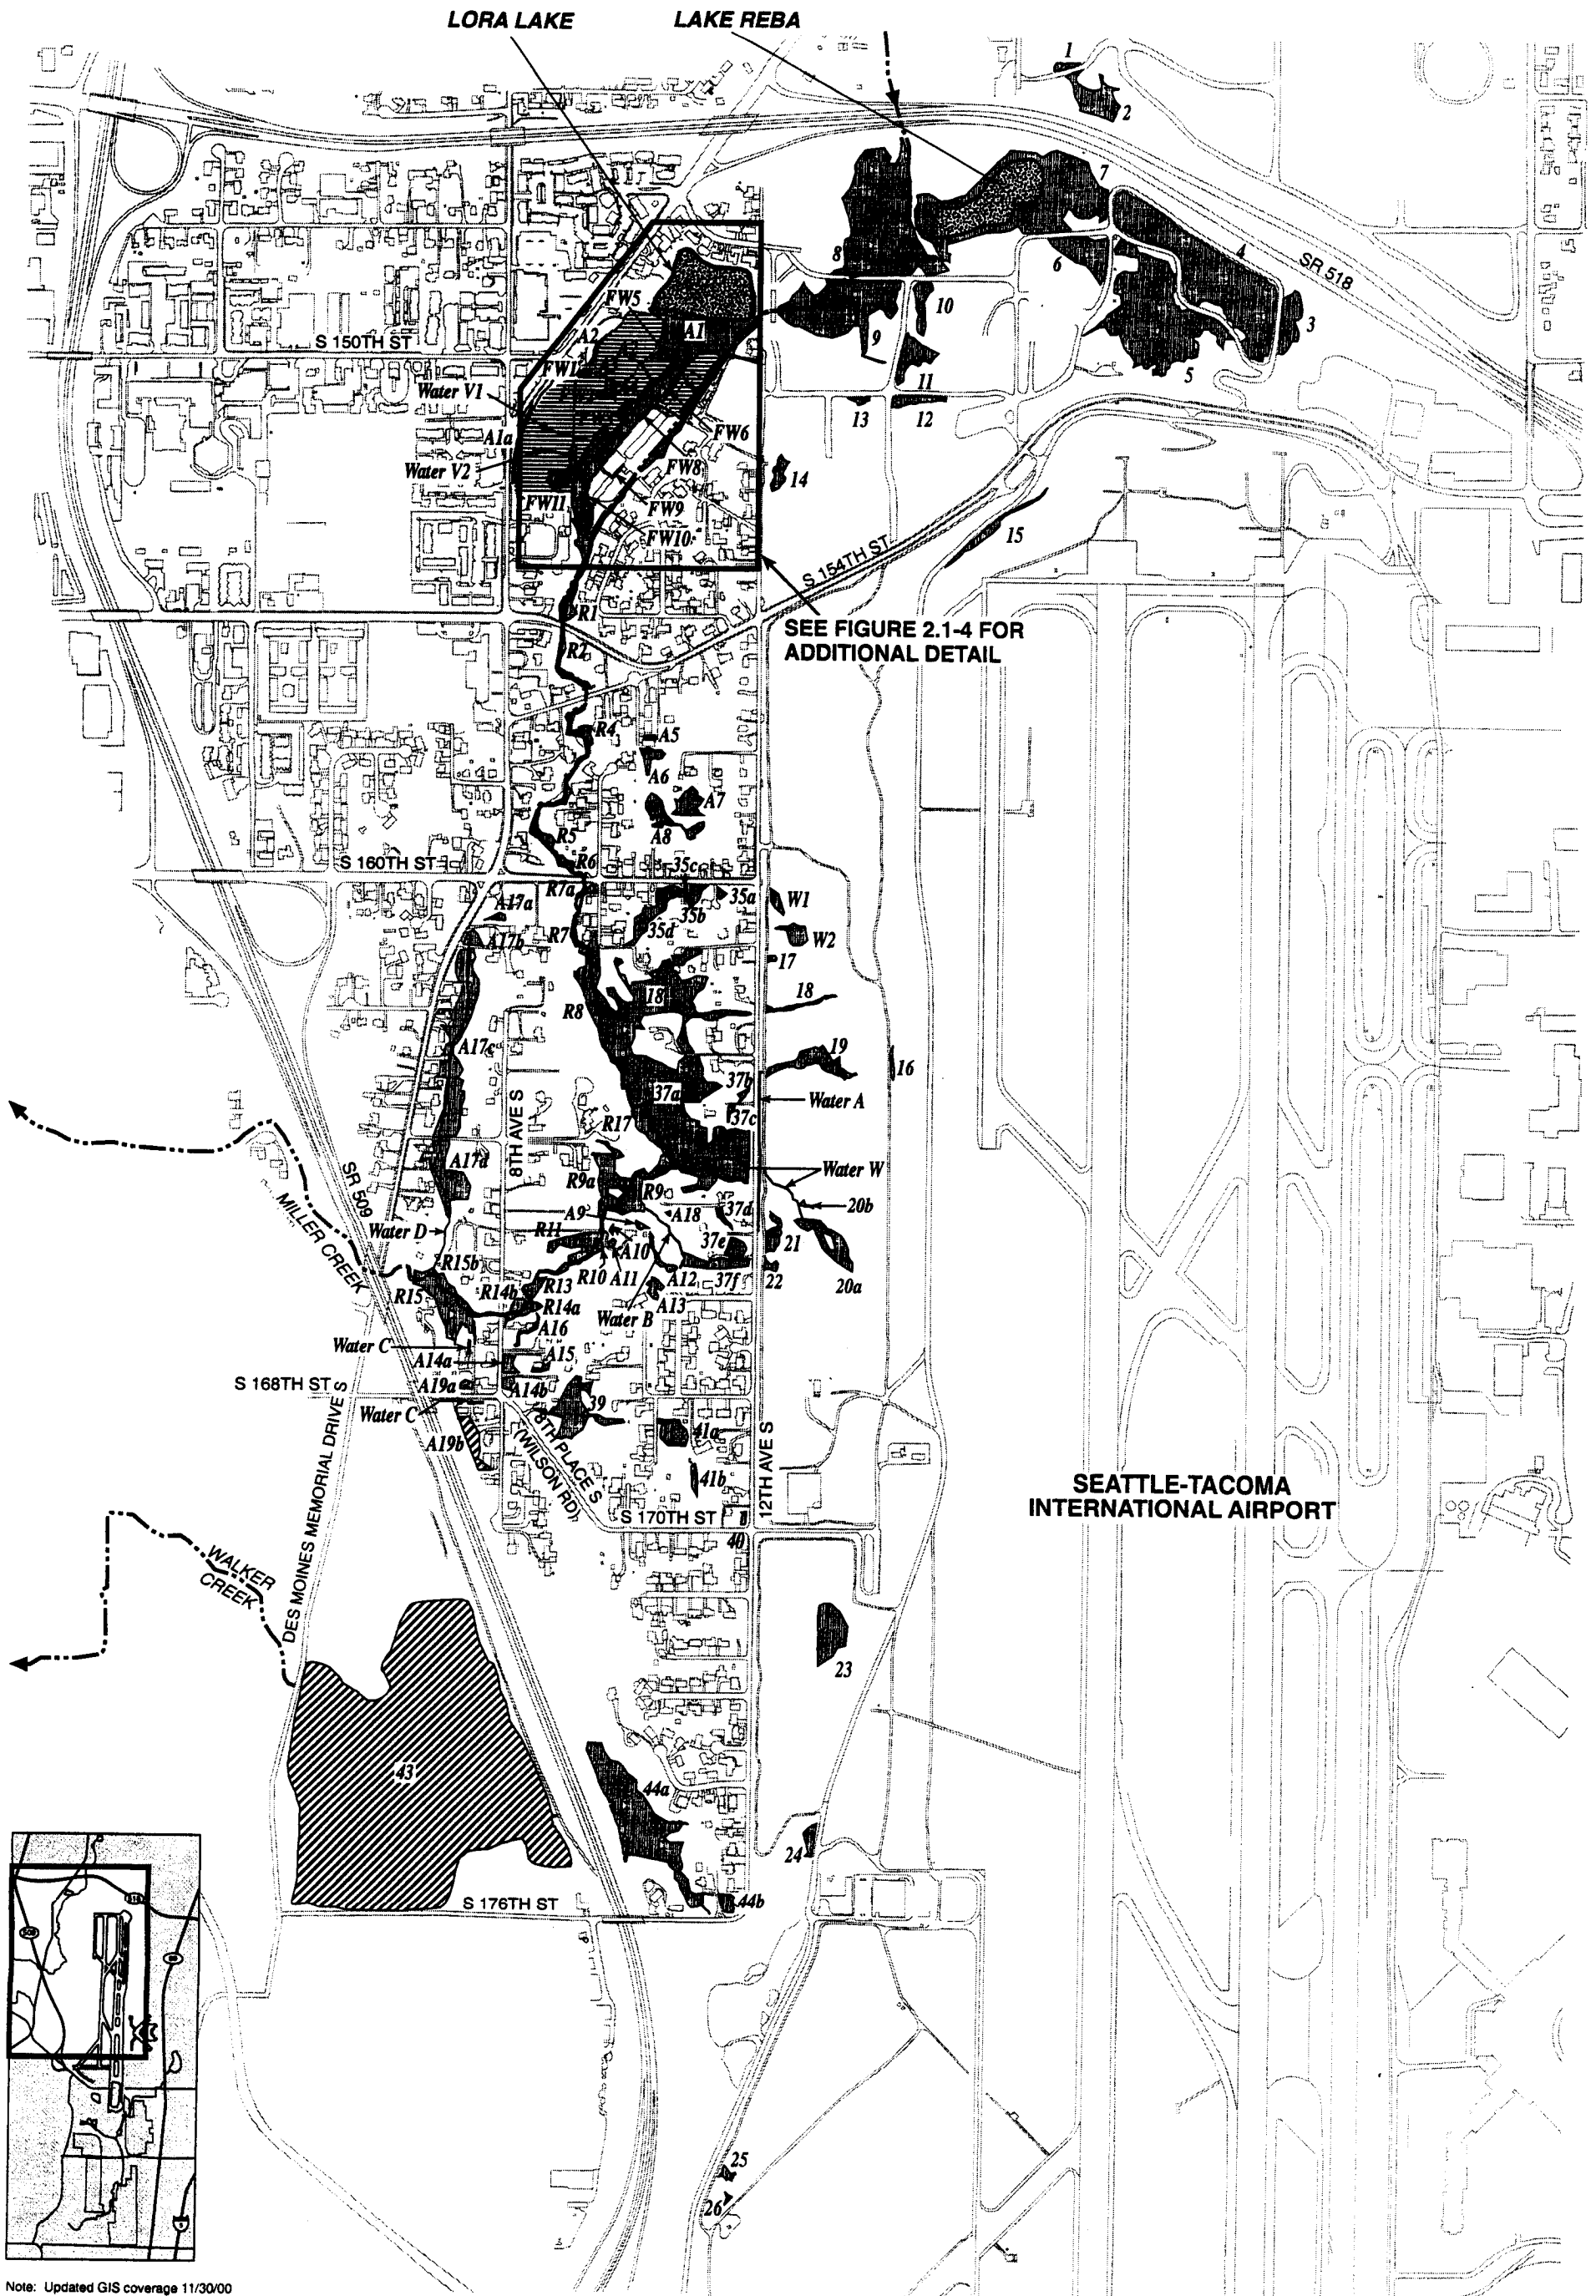 LORA LAKE
LAKE REBA
1
2
7
4
SR 518
3
8
6
5
10
9
11
13
12
FW5
A1
A2
S 150TH ST
FW1
Water V1
A1a
Water V2
FW6
FW8
FW9
FW10
FW11
14
15
S 154TH ST
R1
SEE FIGURE 2.1-4 FOR
ADDITIONAL DETAIL
R2
R4
A5
A6
A7
A8
R5
R6
S 160TH ST
35c
R7a
35a
35b
35d
W1
W2
A17a
A17b
R7
17
18
18
R8
A17c
19
16
37b
37a
37c
Water A
8TH AVE S
R17
A17d
Water W
R9a
R9
20b
A9
A18
37d
SR 509
MILLER CREEK
Water D
R11
A10
37e
21
R15b
R10
A11
A12
37f
22
20a
R15
R14b
R13
R14a
A13
Water B
A16
Water C
A14a
A15
S 168TH ST
A19a
A14b
39
Water C
A19b
8TH PLACE S
(WILSON RD)
41a
41b
12TH AVE S
SEATTLE-TACOMA
INTERNATIONAL AIRPORT
S 170TH ST
40
DES MOINES MEMORIAL DRIVE S
WALKER
CREEK
23
43
44a
24
44b
S 176TH ST
25
26
Note: Updated GIS coverage 11/30/00